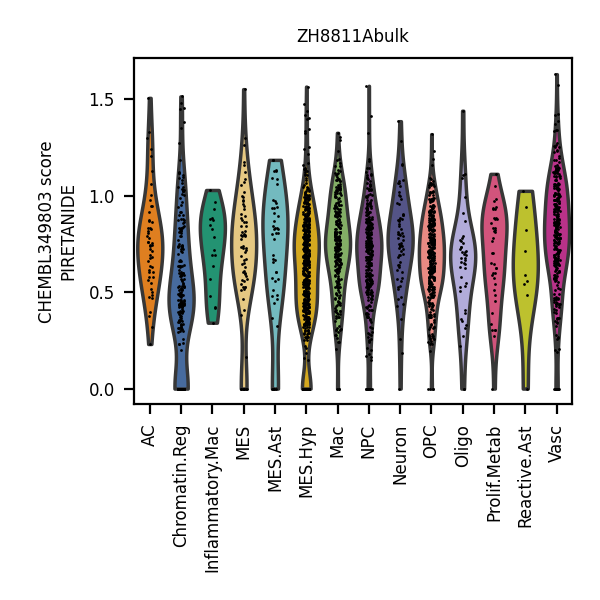 ZH8811Abulk
CHEMBL349803 score
PIRETANIDE
1.5
1.0
0.5
0.0
AC
Chromatin.Reg
Inflammatory.Mac
MES
MES.Ast
MES.Hyp
Mac
NPC
Neuron
OPC
Oligo
Prolif.Metab
Reactive.Ast
Vasc